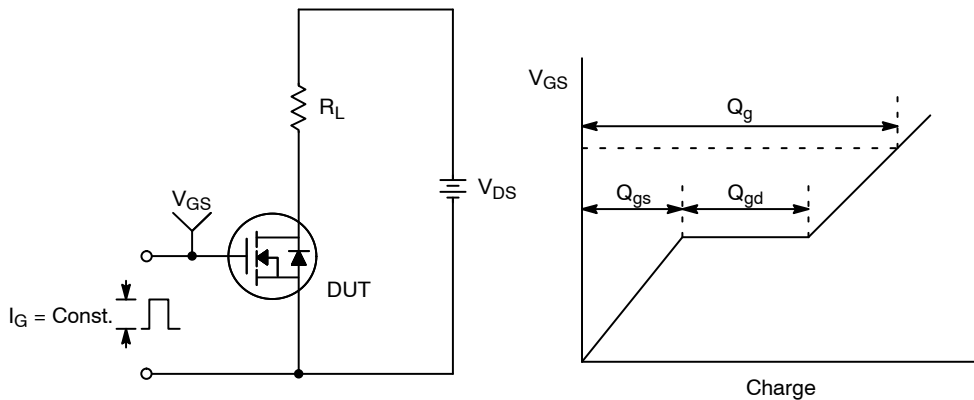 R_L
V_GS
V_DS
DUT
I_G = Const.
V_GS
Q_g
Q_gs
Q_gd
Charge